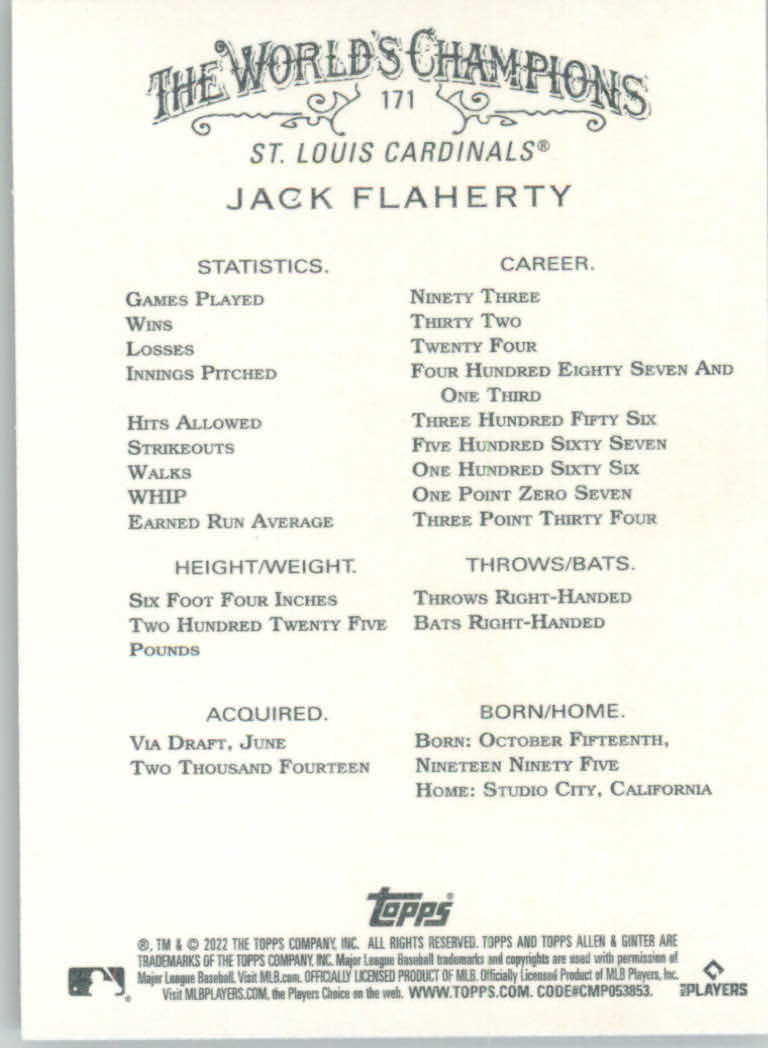 THE WORLD'S CHAMPIONS
171
ST. LOUIS CARDINALS®
JACK FLAHERTY
STATISTICS. CAREER.
GAMES PLAYED NINETY THREE
WINS THIRTY TWO
LOSSES TWENTY FOUR
INNINGS PITCHED FOUR HUNDRED EIGHTY SEVEN AND
ONE THIRD
HITS ALLOWED THREE HUNDRED FIFTY SIX
STRIKEOUTS FIVE HUNDRED SIXTY SEVEN
WALKS ONE HUNDRED SIXTY SIX
WHIP ONE POINT ZERO SEVEN
EARNED RUN AVERAGE THREE POINT THIRTY FOUR
HEIGHT/WEIGHT. THROWS/BATS.
SIX FOOT FOUR INCHES THROWS RIGHT-HANDED
TWO HUNDRED TWENTY FIVE BATS RIGHT-HANDED
POUNDS
ACQUIRED. BORN/HOME.
VIA DRAFT, JUNE BORN: OCTOBER FIFTEENTH,
TWO THOUSAND FOURTEEN NINETEEN NINETY FIVE
HOME: STUDIO CITY, CALIFORNIA
topps®
®, TM & © 2022 THE TOPPS COMPANY, INC. ALL RIGHTS RESERVED. TOPPS AND TOPPS ALLEN & GINTER ARE
TRADEMARKS OF THE TOPPS COMPANY, INC. Major League Baseball trademarks and copyrights are used with permission of
Major League Baseball. Visit MLB.com. OFFICIALLY LICENSED PRODUCT OF MLB. Officially Licensed Product of MLB Players, Inc.
Visit MLBPLAYERS.COM, the Players Choice on the web. WWW.TOPPS.COM. CODE#CMP053853.
MLB PLAYERS